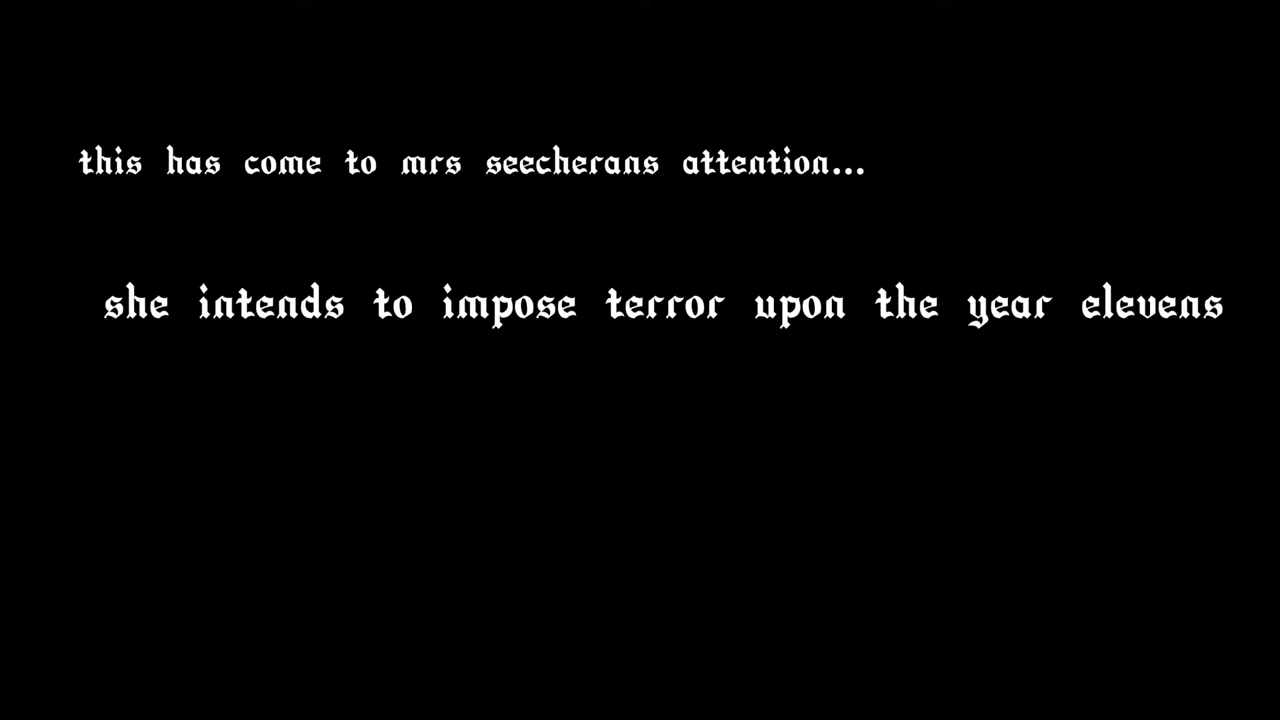 this has come to mrs seecherans attention...
she intends to impose terror upon the year elevens